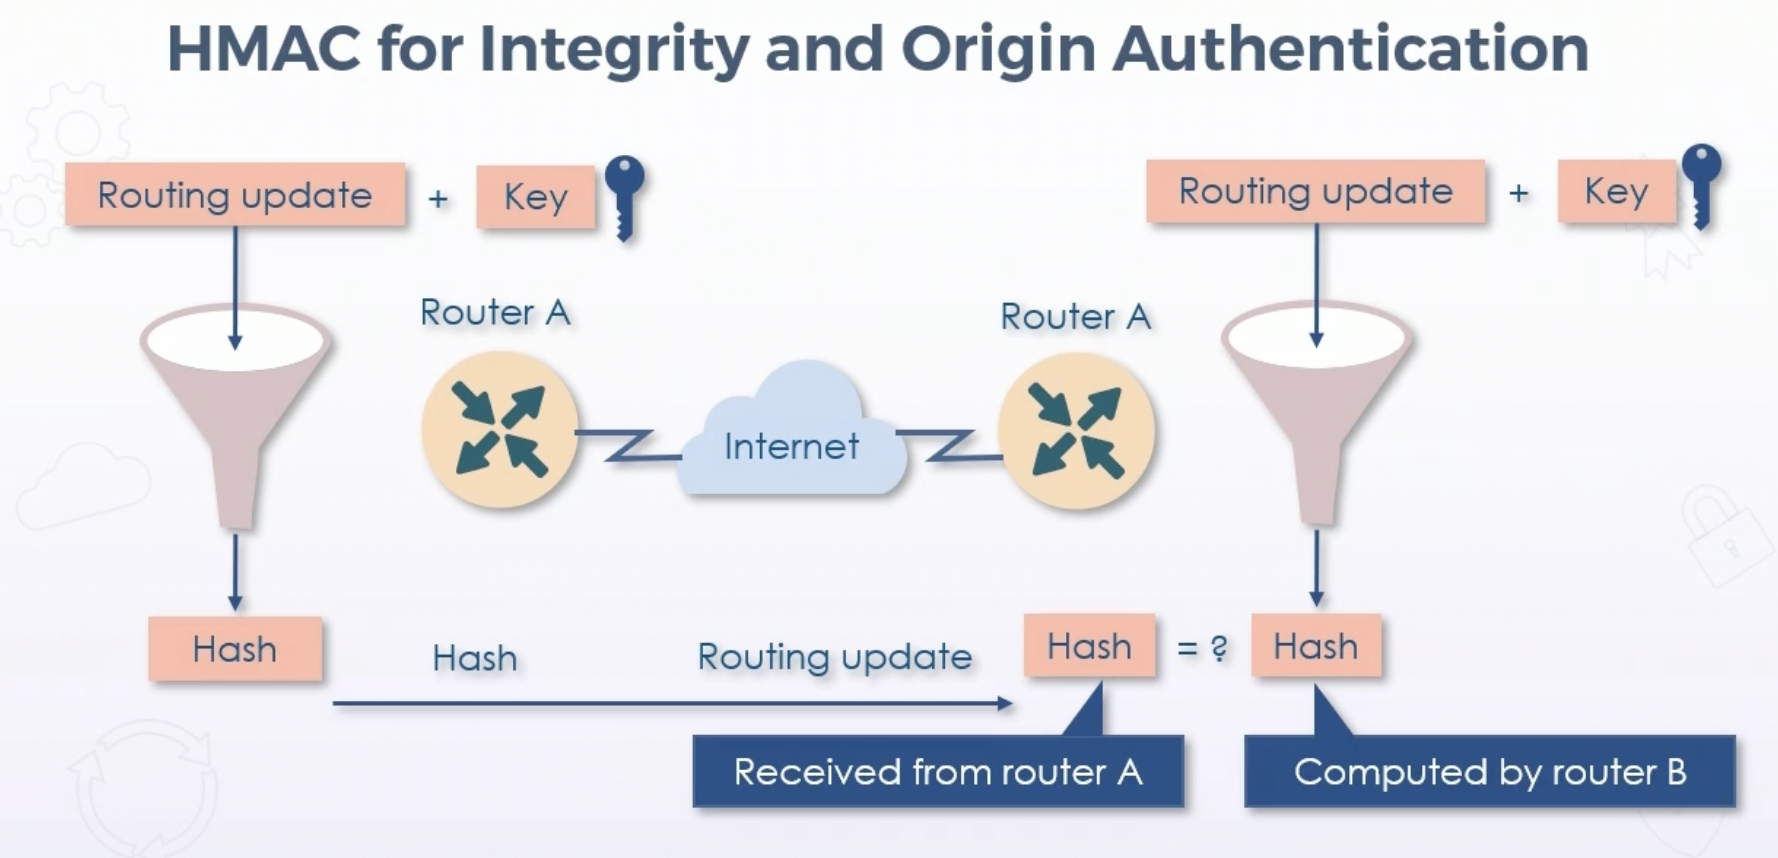 HMAC for Integrity and Origin Authentication
Routing update + Key
Routing update + Key
Router A
Router A
Internet
Hash
Hash
Routing update
Hash = ? Hash
Received from router A
Computed by router B